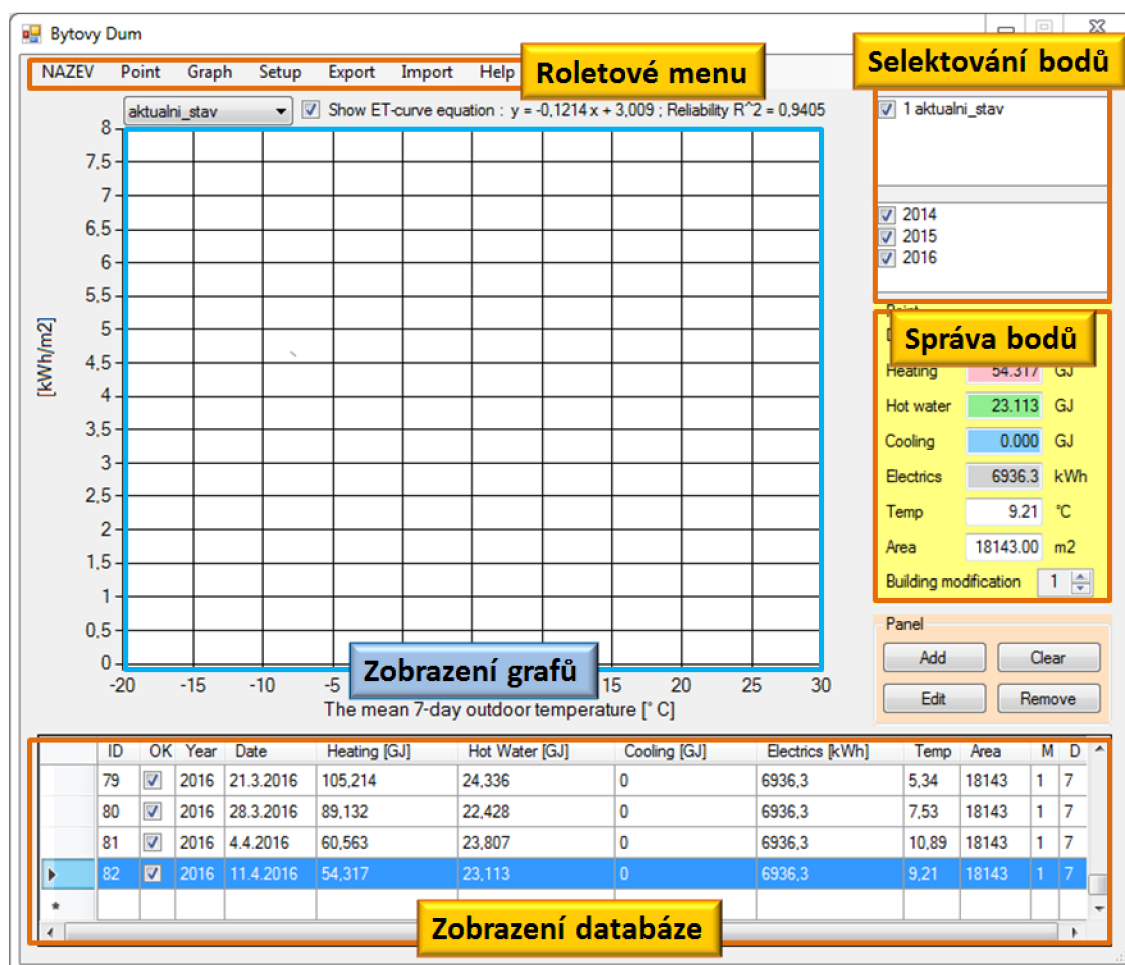 Bytovy Dum
NAZEV Point Graph Setup Export Import Help
Roletové menu
Selektování bodů
aktualni_stav
Show ET-curve equation : y = -0,1214 x + 3,009 ; Reliability R^2 = 0,9405
1 aktualni_stav
2014
2015
2016
8
7,5
7
6,5
6
5,5
5
4,5
4
3,5
3
2,5
2
1,5
1
0,5
0
[kWh/m2]
-20 -15 -10 -5 15 20 25 30
The mean 7-day outdoor temperature [°C]
Zobrazení grafů
Point
Správa bodů
Heating 54.317 GJ
Hot water 23.113 GJ
Cooling 0.000 GJ
Electrics 6936.3 kWh
Temp 9.21 °C
Area 18143.00 m2
Building modification 1
Panel
Add Clear
Edit Remove
ID OK Year Date Heating [GJ] Hot Water [GJ] Cooling [GJ] Electrics [kWh] Temp Area M D
79 2016 21.3.2016 105,214 24,336 0 6936,3 5,34 18143 1 7
80 2016 28.3.2016 89,132 22,428 0 6936,3 7,53 18143 1 7
81 2016 4.4.2016 60,563 23,807 0 6936,3 10,89 18143 1 7
82 2016 11.4.2016 54,317 23,113 0 6936,3 9,21 18143 1 7
Zobrazení databáze